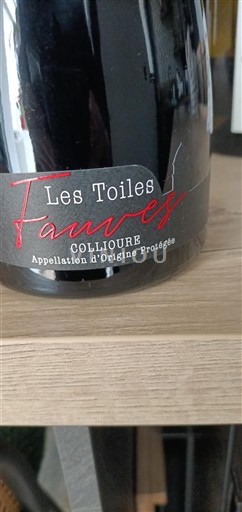 Les Toiles
Fauves
COLLIOURE
Appellation d'Origine Protégée